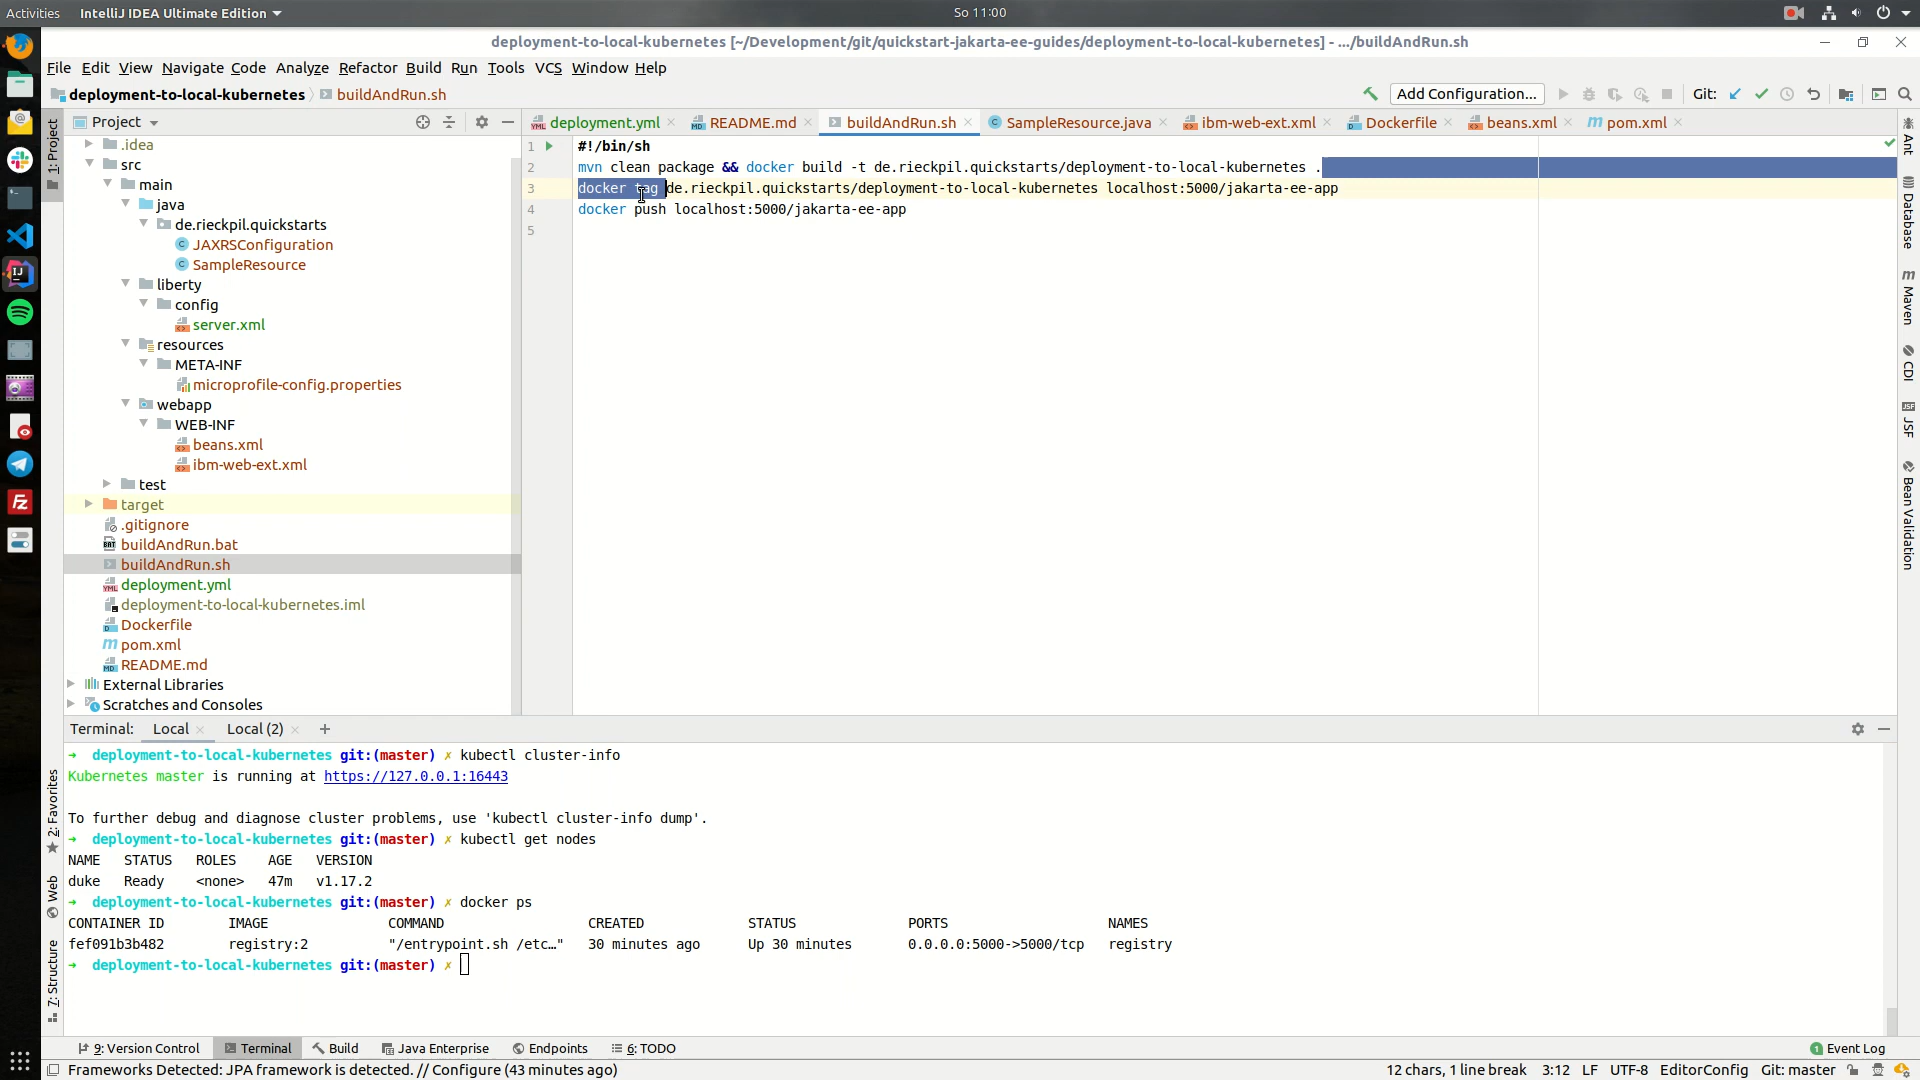 Activities IntelliJ IDEA Ultimate Edition So 11:00
deployment-to-local-kubernetes [~/Development/git/quickstart-jakarta-ee-guides/deployment-to-local-kubernetes] - .../buildAndRun.sh
File Edit View Navigate Code Analyze Refactor Build Run Tools VCS Window Help
deployment-to-local-kubernetes buildAndRun.sh Add Configuration... Git:
Project deployment.yml README.md buildAndRun.sh SampleResource.java ibm-web-ext.xml Dockerfile beans.xml pom.xml
.idea
src
main
java
de.rieckpil.quickstarts
JAXRSConfiguration
SampleResource
liberty
config
server.xml
resources
META-INF
microprofile-config.properties
webapp
WEB-INF
beans.xml
ibm-web-ext.xml
test
target
.gitignore
buildAndRun.bat
buildAndRun.sh
deployment.yml
deployment-to-local-kubernetes.iml
Dockerfile
pom.xml
README.md
External Libraries
Scratches and Consoles
1 #!/bin/sh
2 mvn clean package && docker build -t de.rieckpil.quickstarts/deployment-to-local-kubernetes .
3 docker tag de.rieckpil.quickstarts/deployment-to-local-kubernetes localhost:5000/jakarta-ee-app
4 docker push localhost:5000/jakarta-ee-app
5
1: Project
2: Favorites
Web
7: Structure
Ant
Database
Maven
CDI
JSF
Bean Validation
Terminal: Local Local (2) +
→ deployment-to-local-kubernetes git:(master) ✗ kubectl cluster-info
Kubernetes master is running at https://127.0.0.1:16443
To further debug and diagnose cluster problems, use 'kubectl cluster-info dump'.
→ deployment-to-local-kubernetes git:(master) ✗ kubectl get nodes
NAME STATUS ROLES AGE VERSION
duke Ready <none> 47m v1.17.2
→ deployment-to-local-kubernetes git:(master) ✗ docker ps
CONTAINER ID IMAGE COMMAND CREATED STATUS PORTS NAMES
fef091b3b482 registry:2 "/entrypoint.sh /etc…" 30 minutes ago Up 30 minutes 0.0.0.0:5000->5000/tcp registry
→ deployment-to-local-kubernetes git:(master) ✗
9: Version Control Terminal Build Java Enterprise Endpoints 6: TODO 1 Event Log
Frameworks Detected: JPA framework is detected. // Configure (43 minutes ago) 12 chars, 1 line break 3:12 LF UTF-8 EditorConfig Git: master